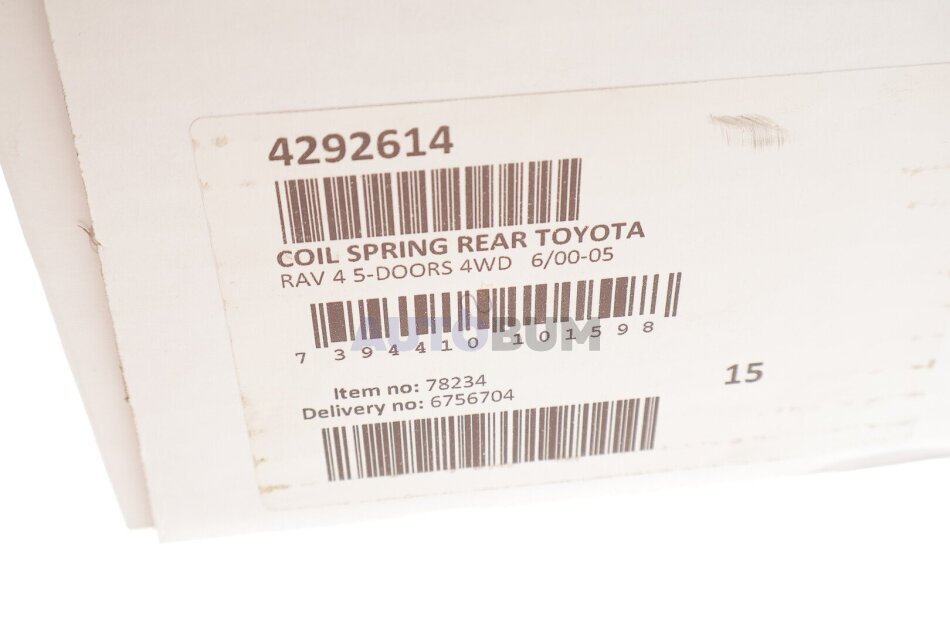 4292614
COIL SPRING REAR TOYOTA
RAV 4 5-DOORS 4WD 6/00-05
AUTOBUM
7 394410 101598
Item no: 78234
15
Delivery no: 6756704